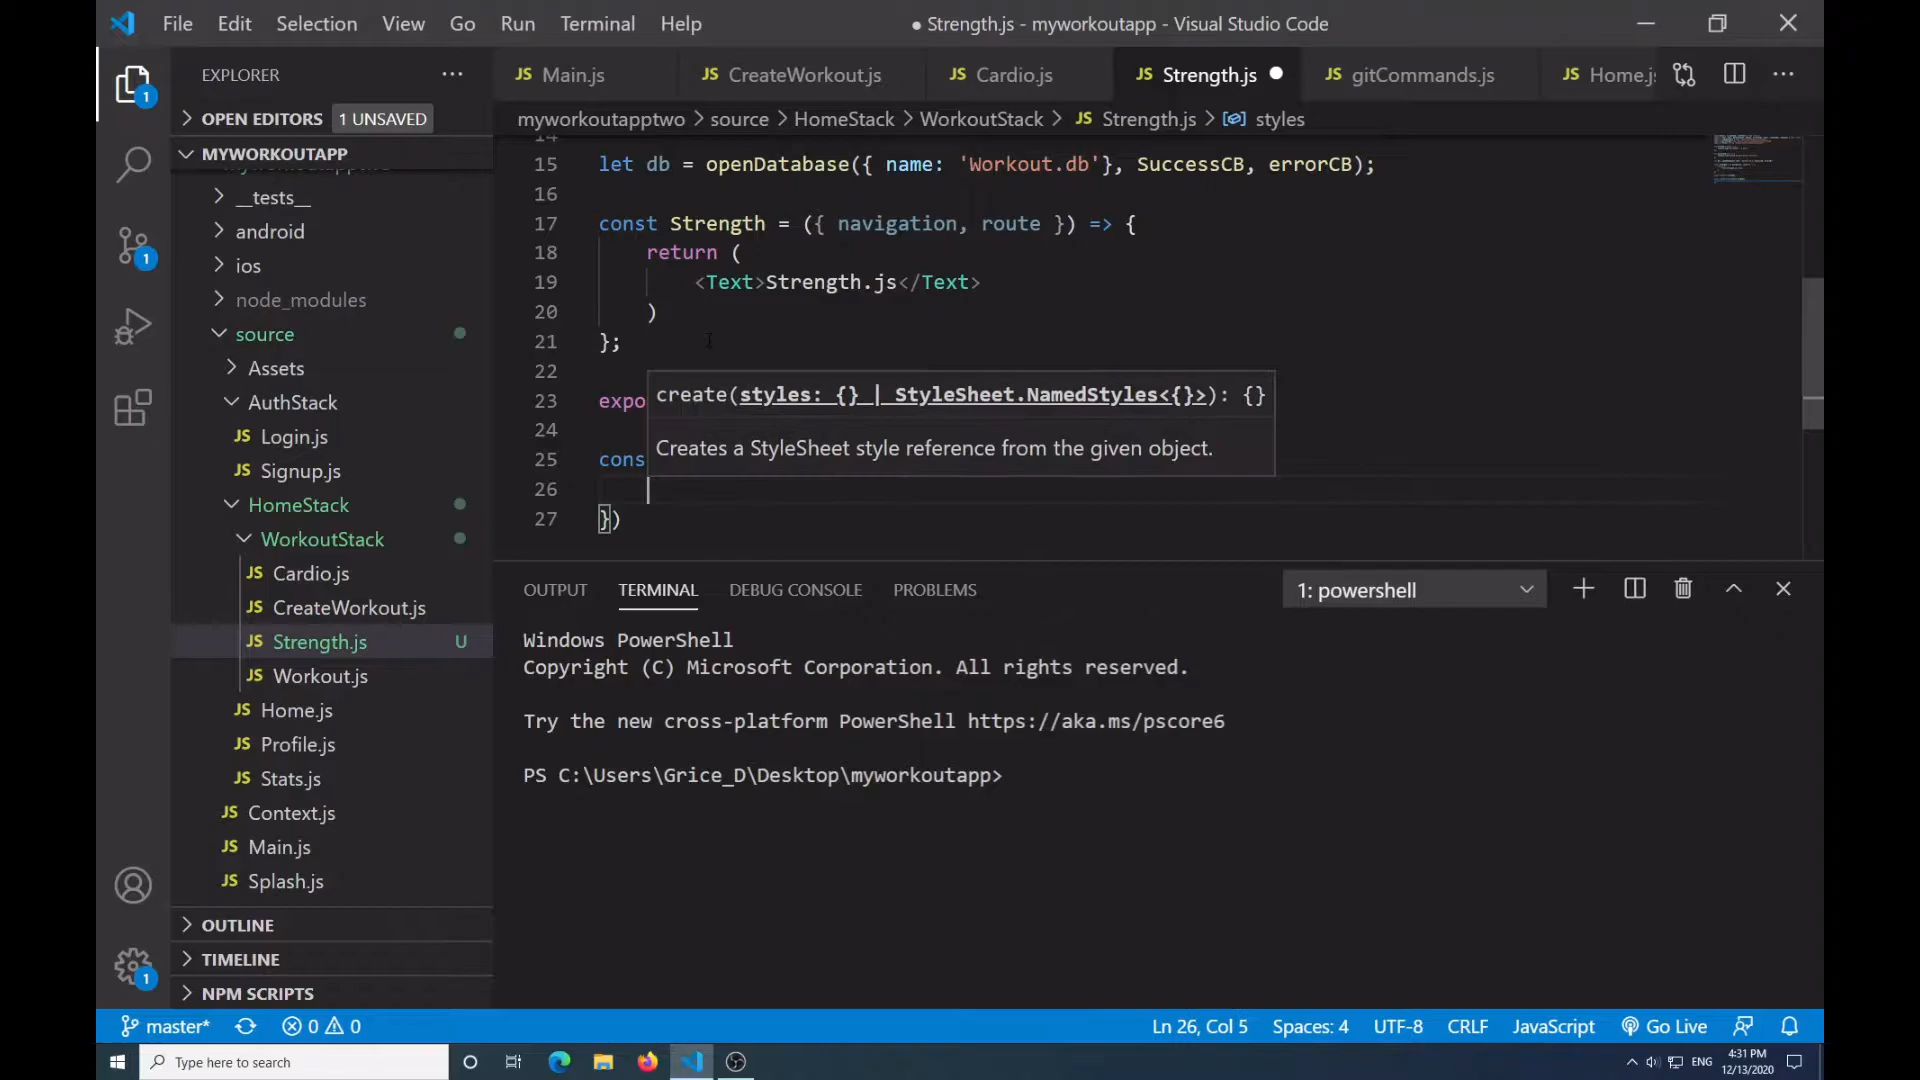 File Edit Selection View Go Run Terminal Help
● Strength.js - myworkoutapp - Visual Studio Code
EXPLORER
JS Main.js
JS CreateWorkout.js
JS Cardio.js
JS Strength.js
JS gitCommands.js
JS Home.js
OPEN EDITORS 1 UNSAVED
myworkoutapptwo > source > HomeStack > WorkoutStack > JS Strength.js > styles
MYWORKOUTAPP
__tests__
android
ios
node_modules
source
Assets
AuthStack
JS Login.js
JS Signup.js
HomeStack
WorkoutStack
JS Cardio.js
JS CreateWorkout.js
JS Strength.js U
JS Workout.js
JS Home.js
JS Profile.js
JS Stats.js
JS Context.js
JS Main.js
JS Splash.js
OUTLINE
TIMELINE
NPM SCRIPTS
1
1
1
14
15 let db = openDatabase({ name: 'Workout.db'}, SuccessCB, errorCB);
16
17 const Strength = ({ navigation, route }) => {
18 return (
19 <Text>Strength.js</Text>
20 )
21 };
22
23 expo
24
25 cons
26
27 })
create(styles: {} | StyleSheet.NamedStyles<{}>): {}
Creates a StyleSheet style reference from the given object.
OUTPUT TERMINAL DEBUG CONSOLE PROBLEMS
1: powershell
Windows PowerShell
Copyright (C) Microsoft Corporation. All rights reserved.
Try the new cross-platform PowerShell https://aka.ms/pscore6
PS C:\Users\Grice_D\Desktop\myworkoutapp>
master* 0 0
Ln 26, Col 5 Spaces: 4 UTF-8 CRLF JavaScript Go Live
Type here to search
ENG
4:31 PM
12/13/2020